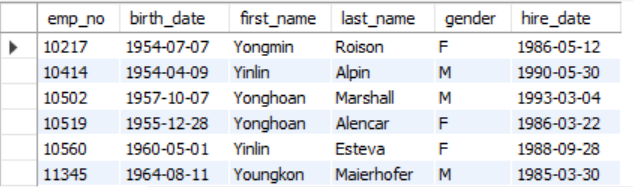 emp_no birth_date first_name last_name gender hire_date
10217 1954-07-07 Yongmin Roison F 1986-05-12
10414 1954-04-09 Yinlin Alpin M 1990-05-30
10502 1957-10-07 Yonghoan Marshall M 1993-03-04
10519 1955-12-28 Yonghoan Alencar F 1986-03-22
10560 1960-05-01 Yinlin Esteva F 1988-09-28
11345 1964-08-11 Youngkon Maierhofer M 1985-03-30